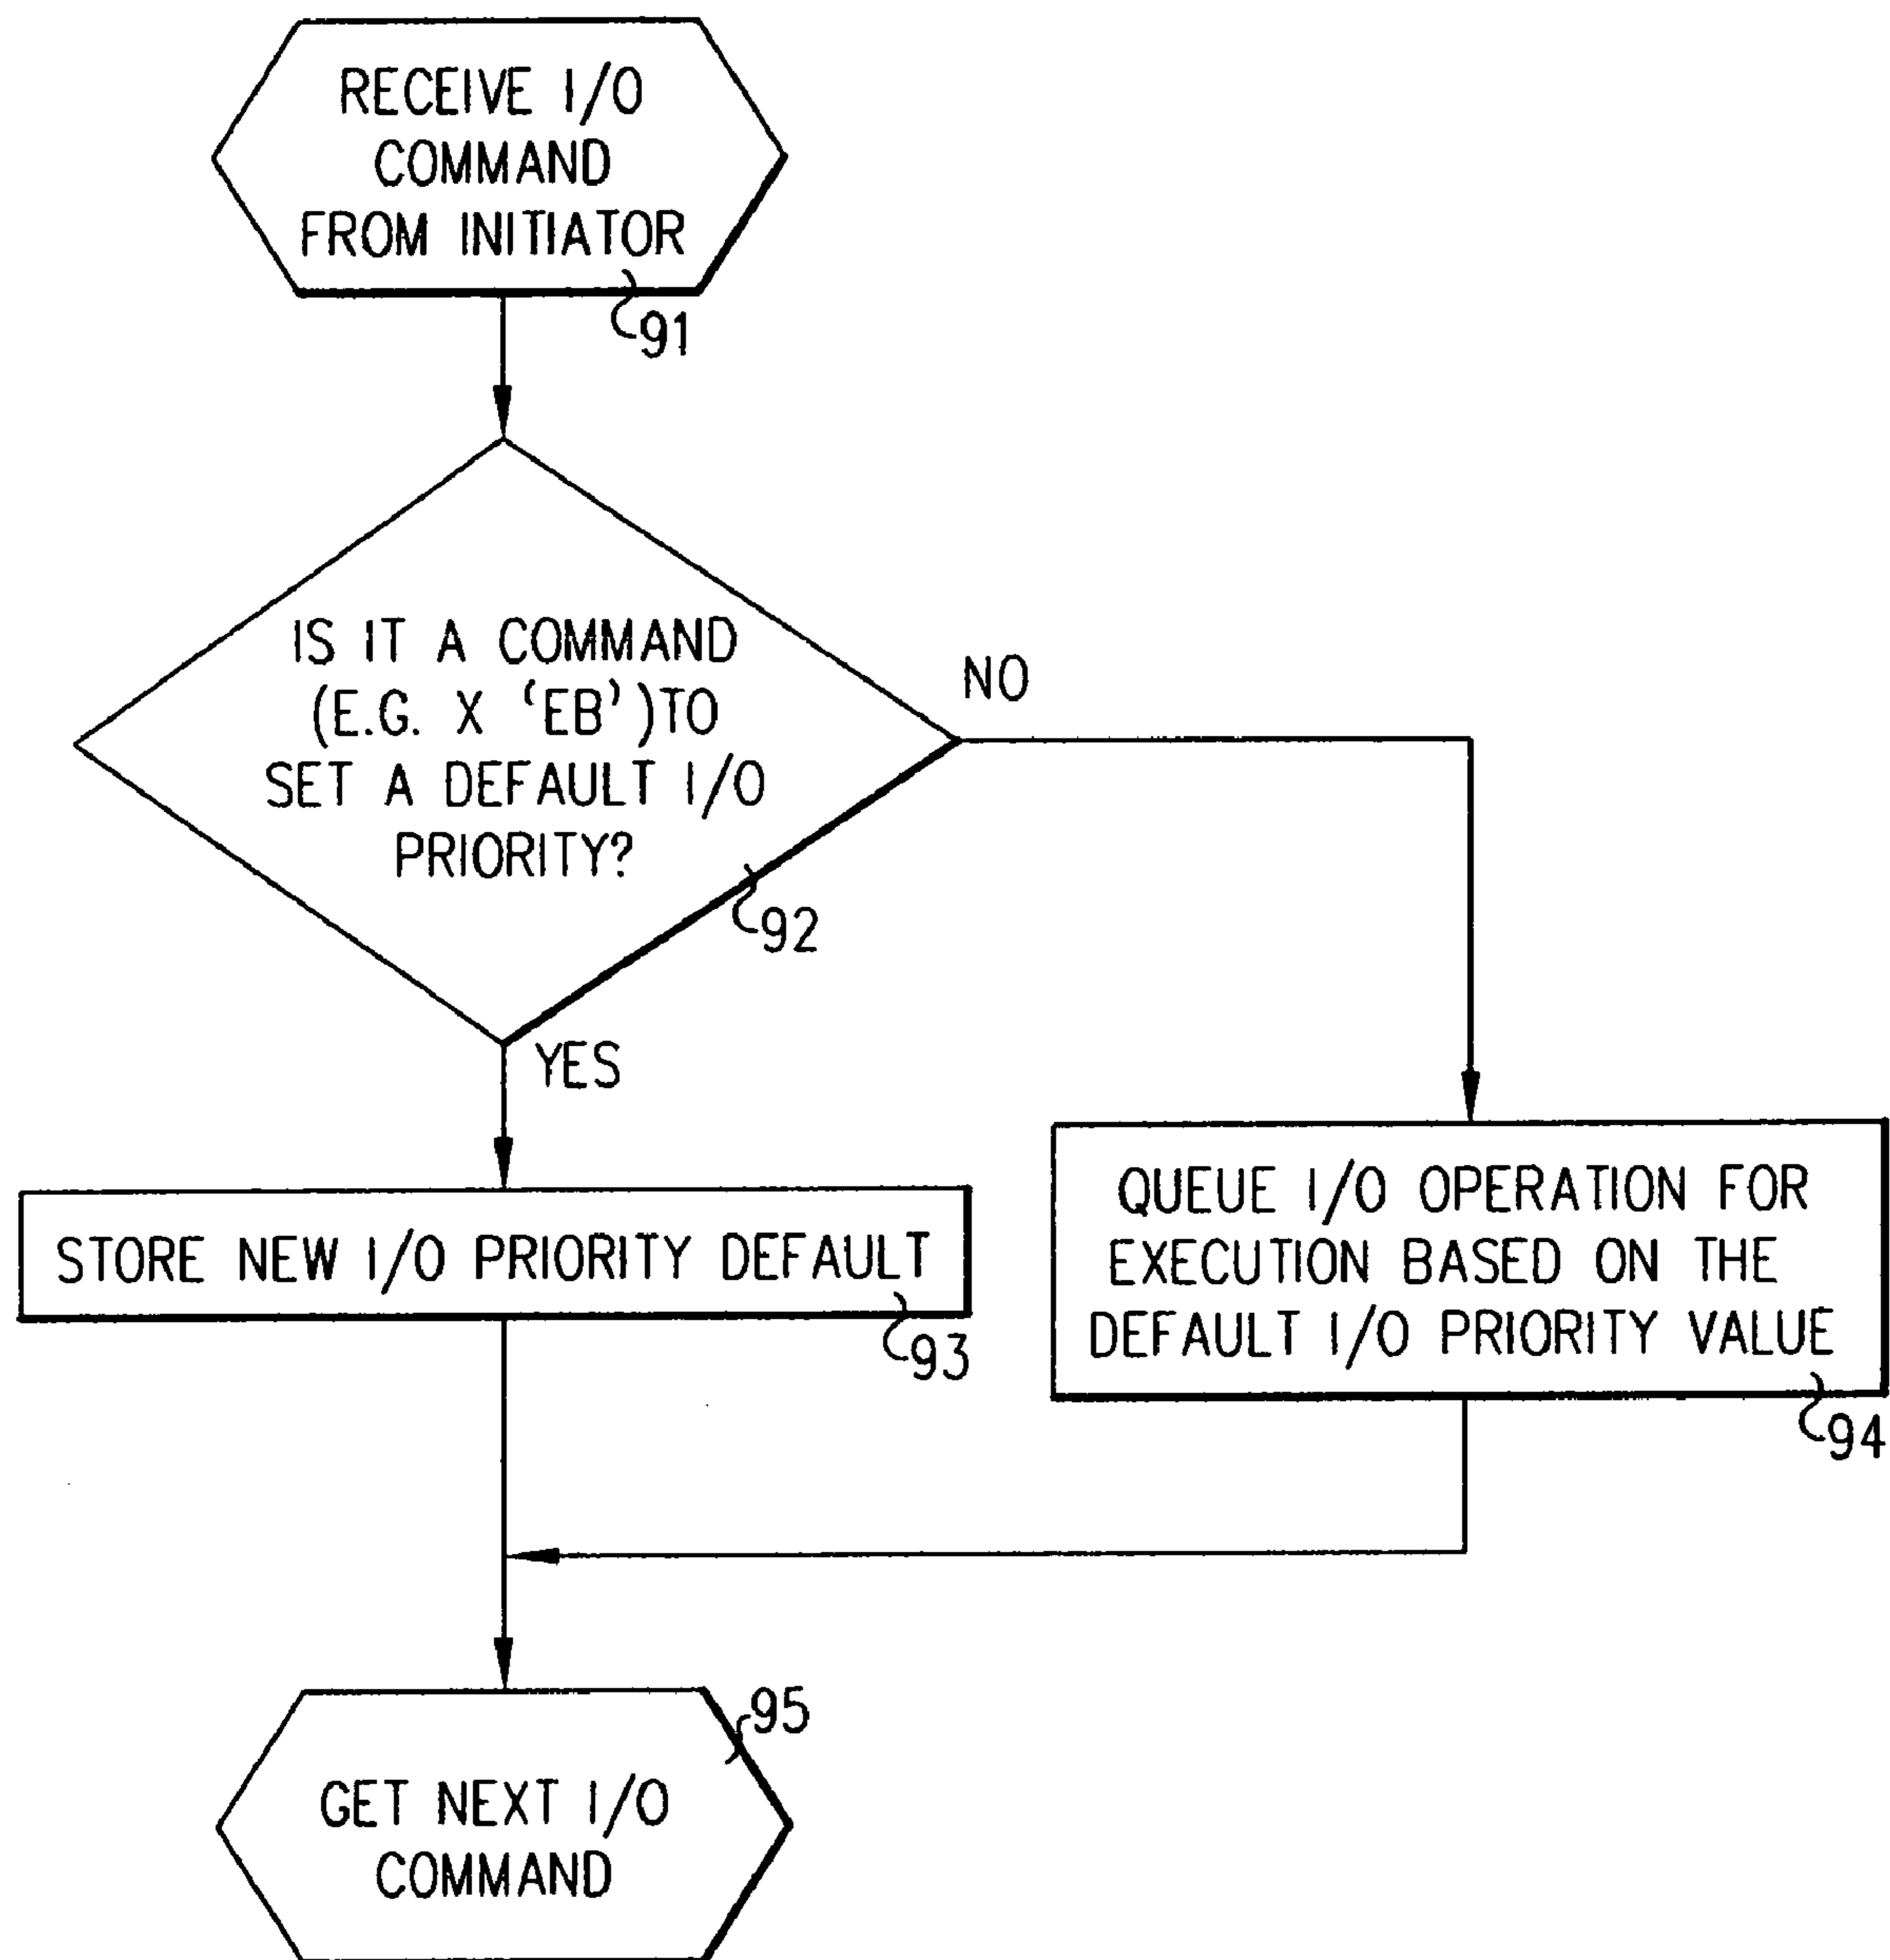 RECEIVE I/O
COMMAND
FROM INITIATOR
91
IS IT A COMMAND
(E.G. X ‘EB’)TO
SET A DEFAULT I/O
PRIORITY?
92
NO
YES
STORE NEW I/O PRIORITY DEFAULT
93
QUEUE I/O OPERATION FOR
EXECUTION BASED ON THE
DEFAULT I/O PRIORITY VALUE
94
95
GET NEXT I/O
COMMAND